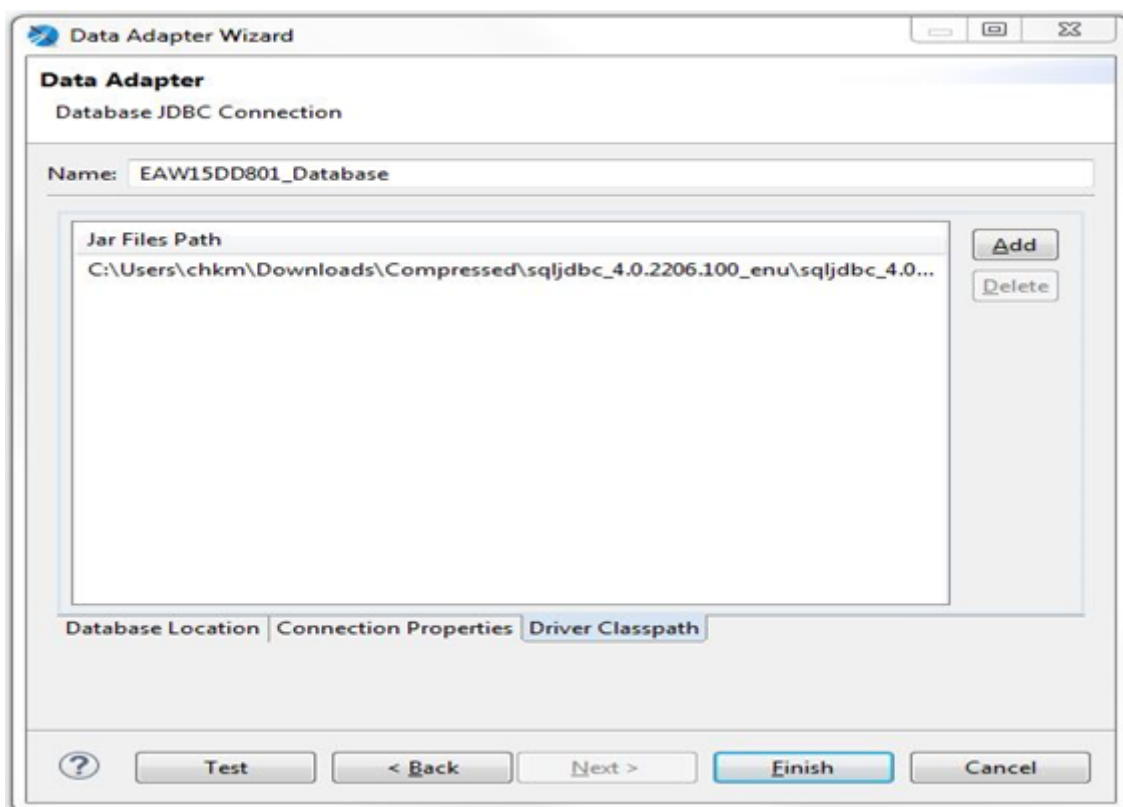 Data Adapter Wizard
Data Adapter
Database JDBC Connection
Name: EAW15DD801_Database
Jar Files Path
Add
C:\Users\chkm\Downloads\Compressed\sqljdbc_4.0.2206.100_enu\sqljdbc_4.0...
Delete
Database Location Connection Properties Driver Classpath
? Test < Back Next > Finish Cancel